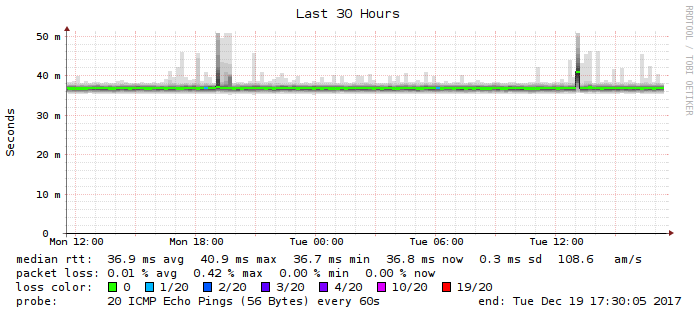 Last 30 Hours
RRDTOOL / TOBI OETIKER
Seconds
50 m
40 m
30 m
20 m
10 m
0
Mon 12:00 Mon 18:00 Tue 00:00 Tue 06:00 Tue 12:00
median rtt: 36.9 ms avg 40.9 ms max 36.7 ms min 36.8 ms now 0.3 ms sd 108.6 am/s
packet loss: 0.01 % avg 0.42 % max 0.00 % min 0.00 % now
loss color: 0 1/20 2/20 3/20 4/20 10/20 19/20
probe: 20 ICMP Echo Pings (56 Bytes) every 60s end: Tue Dec 19 17:30:05 2017